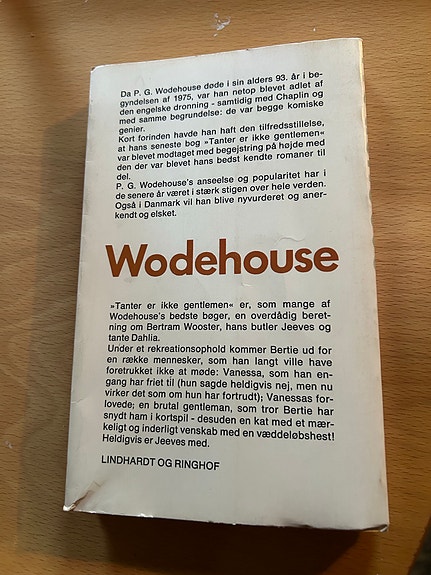 Da P. G. Wodehouse døde i sin alders 93. år i be-
gyndelsen af 1975, var han netop blevet adlet af
den engelske dronning - samtidig med Chaplin og
med samme begrundelse: de var begge komiske
genier.
Kort forinden havde han haft den tilfredsstillelse,
at hans seneste bog »Tanter er ikke gentlemen«
var blevet modtaget med begejstring på højde med
den der var blevet hans bedst kendte romaner til
del.
P. G. Wodehouse's anseelse og popularitet har i
de senere år været i stærk stigen over hele verden.
Også i Danmark vil han blive nyvurderet og aner-
kendt og elsket.
Wodehouse
»Tanter er ikke gentlemen« er, som mange af
Wodehouse's bedste bøger, en overdådig beret-
ning om Bertram Wooster, hans butler Jeeves og
tante Dahlia.
Under et rekreationsophold kommer Bertie ud for
en række mennesker, som han langt ville have
foretrukket ikke at møde: Vanessa, som han en-
gang har friet til (hun sagde heldigvis nej, men nu
virker det som om hun har fortrudt); Vanessas for-
lovede; en brutal gentleman, som tror Bertie har
snydt ham i kortspil - desuden en kat med et mær-
keligt og inderligt venskab med en væddeløbshest!
Heldigvis er Jeeves med.
LINDHARDT OG RINGHOF